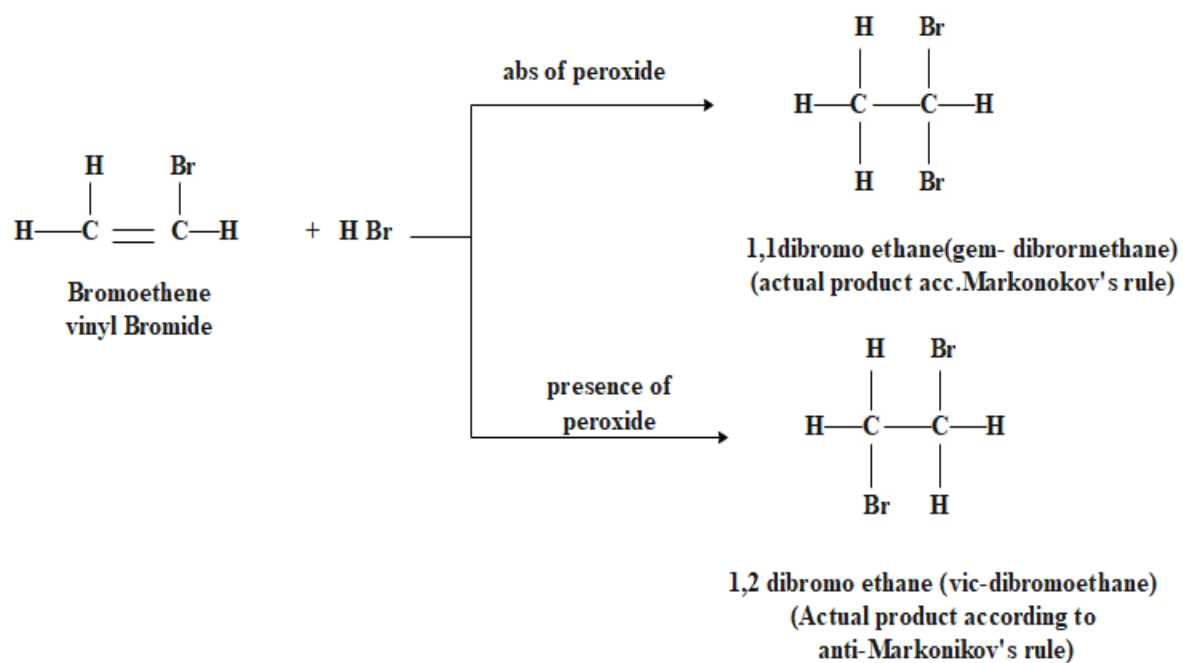 H Br
H—C=C—H
Bromoethene
vinyl Bromide
+ H Br
abs of peroxide
H Br
H—C—C—H
H Br
1,1dibromo ethane(gem- dibrormethane)
(actual product acc.Markonokov's rule)
presence of
peroxide
H Br
H—C—C—H
Br H
1,2 dibromo ethane (vic-dibromoethane)
(Actual product according to
anti-Markonikov's rule)